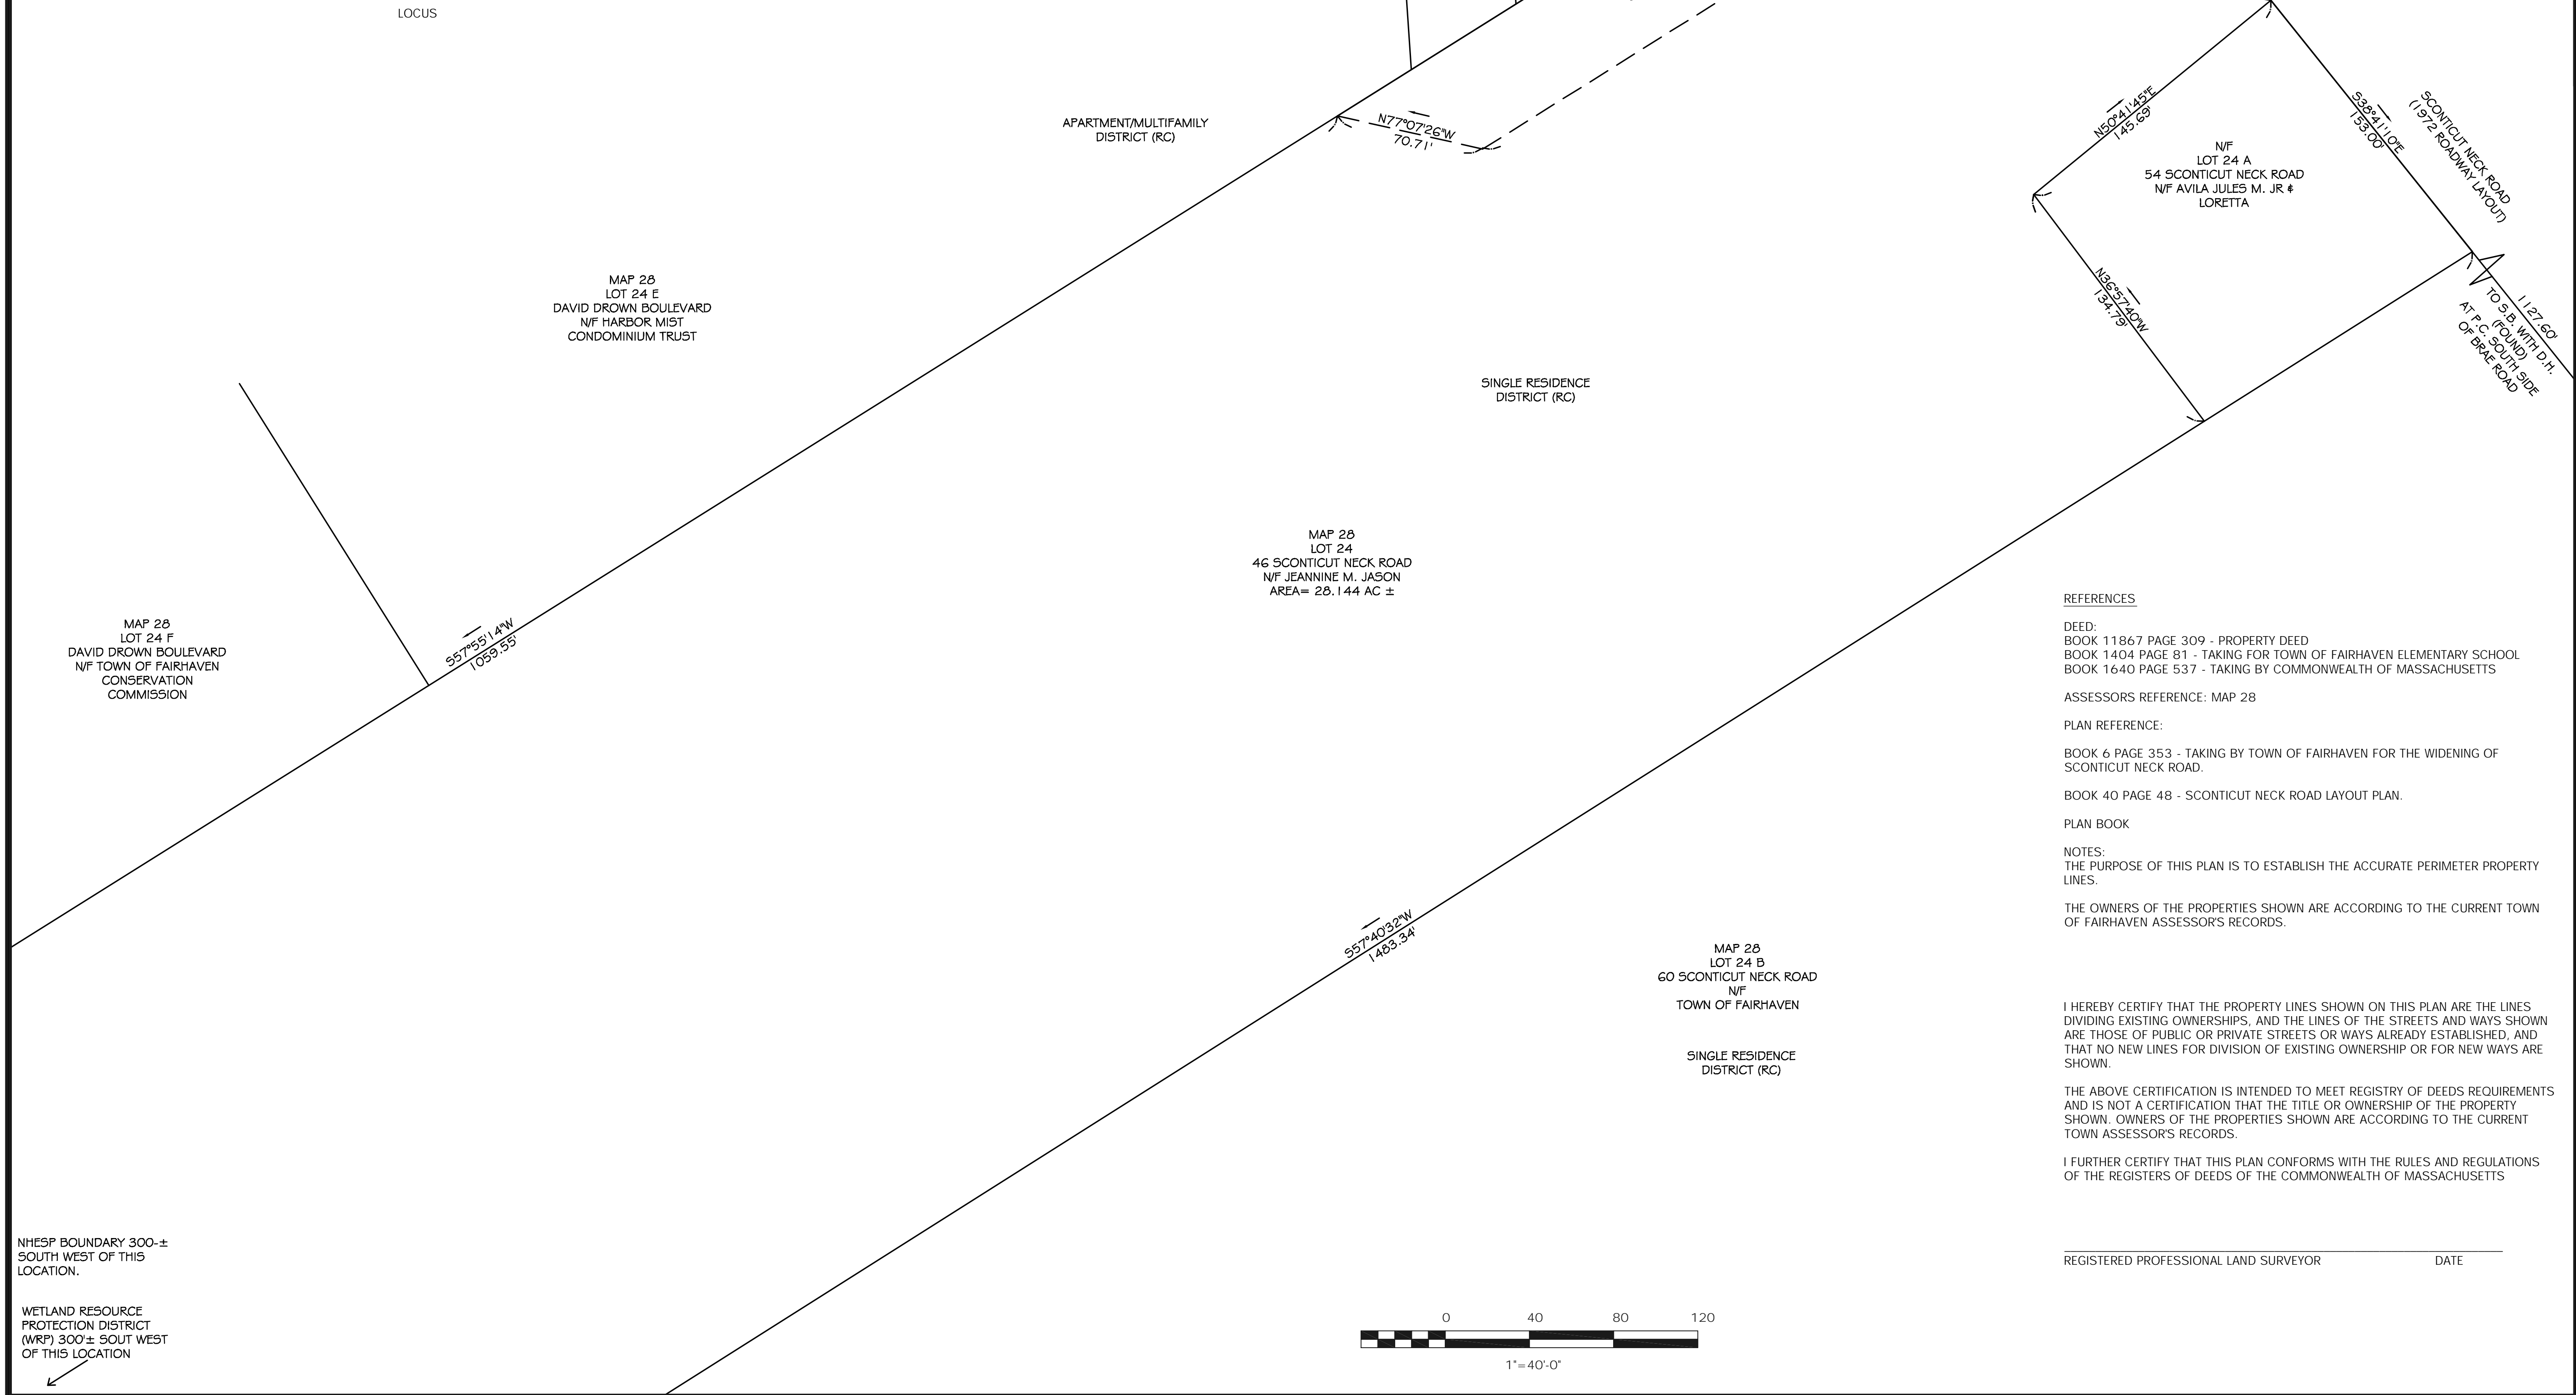 LOCUS
APARTMENT/MULTIFAMILY
DISTRICT (RC)
N77°07'26"W
70.71'
N50°41'45"E
145.69'
S38°41'10"E
153.00'
SCONTICUT NECK ROAD
(1972 ROADWAY LAYOUT)
N/F
LOT 24 A
54 SCONTICUT NECK ROAD
N/F AVILA JULES M. JR &
LORETTA
N36°57'40"W
134.79'
1127.60'
TO S.B. WITH D.H.
(FOUND)
AT P.C. SOUTH SIDE
OF BRAE ROAD
MAP 28
LOT 24 E
DAVID DROWN BOULEVARD
N/F HARBOR MIST
CONDOMINIUM TRUST
SINGLE RESIDENCE
DISTRICT (RC)
MAP 28
LOT 24
46 SCONTICUT NECK ROAD
N/F JEANNINE M. JASON
AREA= 28.144 AC ±
MAP 28
LOT 24 F
DAVID DROWN BOULEVARD
N/F TOWN OF FAIRHAVEN
CONSERVATION
COMMISSION
S57°55'14"W
1059.55'
S57°40'32"W
1483.34'
MAP 28
LOT 24 B
60 SCONTICUT NECK ROAD
N/F
TOWN OF FAIRHAVEN
SINGLE RESIDENCE
DISTRICT (RC)
REFERENCES
DEED:
BOOK 11867 PAGE 309 - PROPERTY DEED
BOOK 1404 PAGE 81 - TAKING FOR TOWN OF FAIRHAVEN ELEMENTARY SCHOOL
BOOK 1640 PAGE 537 - TAKING BY COMMONWEALTH OF MASSACHUSETTS
ASSESSORS REFERENCE: MAP 28
PLAN REFERENCE:
BOOK 6 PAGE 353 - TAKING BY TOWN OF FAIRHAVEN FOR THE WIDENING OF
SCONTICUT NECK ROAD.
BOOK 40 PAGE 48 - SCONTICUT NECK ROAD LAYOUT PLAN.
PLAN BOOK
NOTES:
THE PURPOSE OF THIS PLAN IS TO ESTABLISH THE ACCURATE PERIMETER PROPERTY
LINES.
THE OWNERS OF THE PROPERTIES SHOWN ARE ACCORDING TO THE CURRENT TOWN
OF FAIRHAVEN ASSESSOR'S RECORDS.
I HEREBY CERTIFY THAT THE PROPERTY LINES SHOWN ON THIS PLAN ARE THE LINES
DIVIDING EXISTING OWNERSHIPS, AND THE LINES OF THE STREETS AND WAYS SHOWN
ARE THOSE OF PUBLIC OR PRIVATE STREETS OR WAYS ALREADY ESTABLISHED, AND
THAT NO NEW LINES FOR DIVISION OF EXISTING OWNERSHIP OR FOR NEW WAYS ARE
SHOWN.
THE ABOVE CERTIFICATION IS INTENDED TO MEET REGISTRY OF DEEDS REQUIREMENTS
AND IS NOT A CERTIFICATION THAT THE TITLE OR OWNERSHIP OF THE PROPERTY
SHOWN. OWNERS OF THE PROPERTIES SHOWN ARE ACCORDING TO THE CURRENT
TOWN ASSESSOR'S RECORDS.
I FURTHER CERTIFY THAT THIS PLAN CONFORMS WITH THE RULES AND REGULATIONS
OF THE REGISTERS OF DEEDS OF THE COMMONWEALTH OF MASSACHUSETTS
REGISTERED PROFESSIONAL LAND SURVEYOR DATE
NHESP BOUNDARY 300-±
SOUTH WEST OF THIS
LOCATION.
WETLAND RESOURCE
PROTECTION DISTRICT
(WRP) 300'± SOUT WEST
OF THIS LOCATION
0 40 80 120
1"=40'-0"